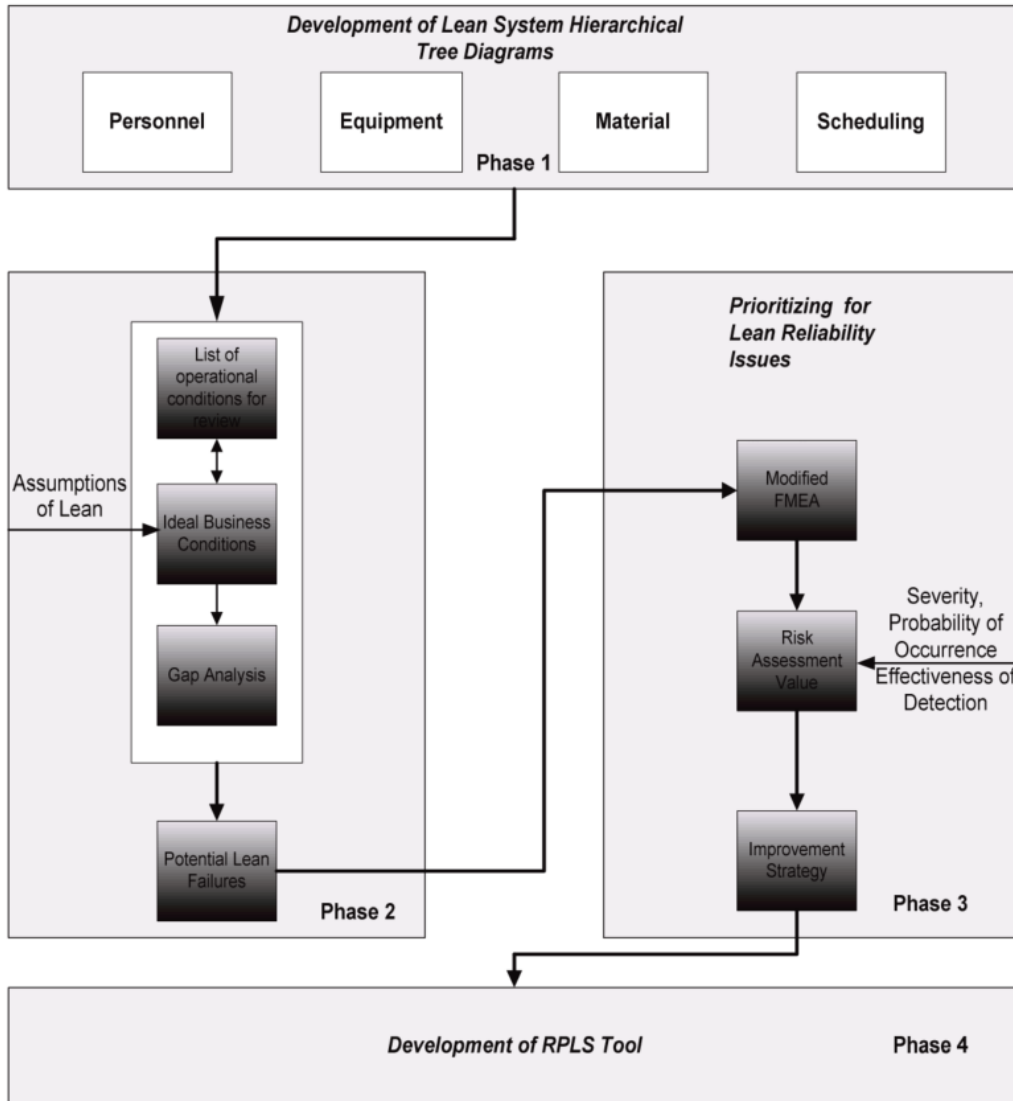 Development of Lean System Hierarchical
Tree Diagrams
Personnel
Equipment
Material
Scheduling
Phase 1
List of
operational
conditions for
review
Assumptions
of Lean
Ideal Business
Conditions
Gap Analysis
Potential Lean
Failures
Phase 2
Prioritizing for
Lean Reliability
Issues
Modified
FMEA
Risk
Assessment
Value
Severity,
Probability of
Occurrence
Effectiveness of
Detection
Improvement
Strategy
Phase 3
Development of RPLS Tool
Phase 4